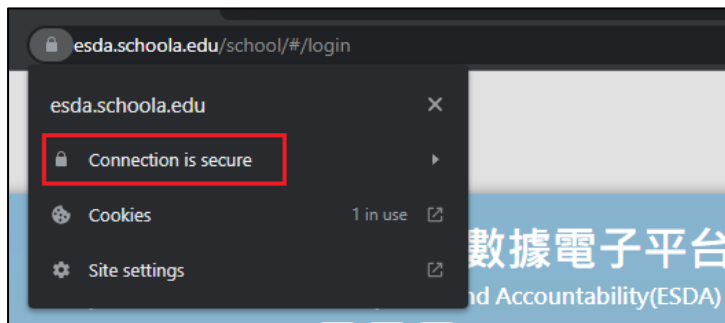 esda.schoola.edu/school/#/login
esda.schoola.edu
Connection is secure
Cookies 1 in use
Site settings
數據電子平台
nd Accountability(ESDA)